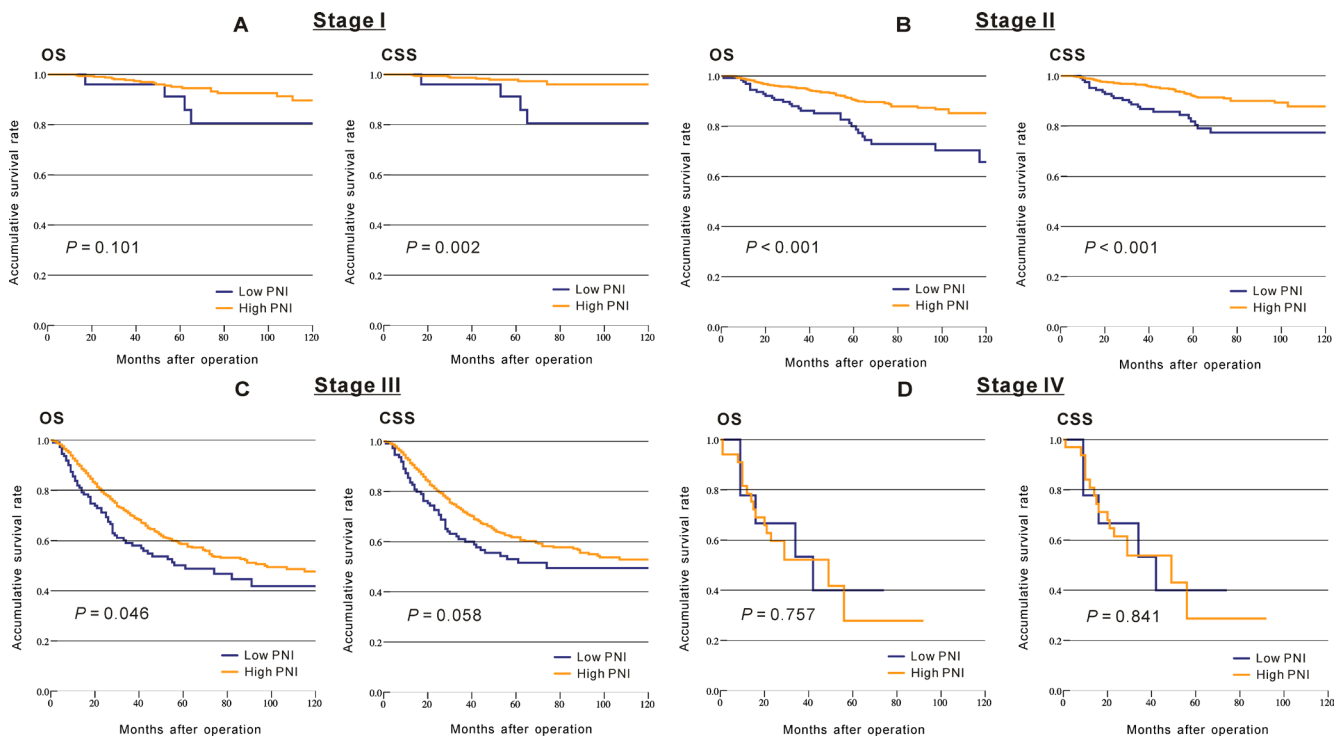 A Stage I
OS
Accumulative survival rate
1.0
0.8
0.6
0.4
0.2
0.0
P = 0.101
Low PNI
High PNI
0 20 40 60 80 100 120
Months after operation
CSS
Accumulative survival rate
1.0
0.8
0.6
0.4
0.2
0.0
P = 0.002
Low PNI
High PNI
0 20 40 60 80 100 120
Months after operation
B Stage II
OS
Accumulative survival rate
1.0
0.8
0.6
0.4
0.2
0.0
P < 0.001
Low PNI
High PNI
0 20 40 60 80 100 120
Months after operation
CSS
Accumulative survival rate
1.0
0.8
0.6
0.4
0.2
0.0
P < 0.001
Low PNI
High PNI
0 20 40 60 80 100 120
Months after operation
C Stage III
OS
Accumulative survival rate
1.0
0.8
0.6
0.4
0.2
0.0
P = 0.046
Low PNI
High PNI
0 20 40 60 80 100 120
Months after operation
CSS
Accumulative survival rate
1.0
0.8
0.6
0.4
0.2
0.0
P = 0.058
Low PNI
High PNI
0 20 40 60 80 100 120
Months after operation
D Stage IV
OS
Accumulative survival rate
1.0
0.8
0.6
0.4
0.2
0.0
P = 0.757
Low PNI
High PNI
0 20 40 60 80 100 120
Months after operation
CSS
Accumulative survival rate
1.0
0.8
0.6
0.4
0.2
0.0
P = 0.841
Low PNI
High PNI
0 20 40 60 80 100 120
Months after operation